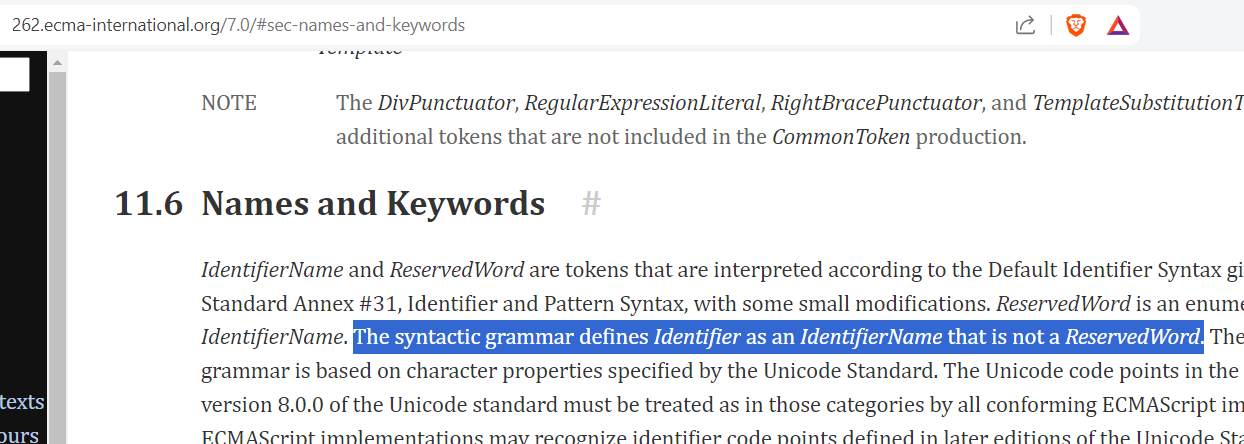 262.ecma-international.org/7.0/#sec-names-and-keywords
Template
NOTE The DivPunctuator, RegularExpressionLiteral, RightBracePunctuator, and TemplateSubstitutionT
additional tokens that are not included in the CommonToken production.
11.6 Names and Keywords #
IdentifierName and ReservedWord are tokens that are interpreted according to the Default Identifier Syntax gi
Standard Annex #31, Identifier and Pattern Syntax, with some small modifications. ReservedWord is an enume
IdentifierName. The syntactic grammar defines Identifier as an IdentifierName that is not a ReservedWord. The
grammar is based on character properties specified by the Unicode Standard. The Unicode code points in the
texts version 8.0.0 of the Unicode standard must be treated as in those categories by all conforming ECMAScript im
ours ECMAScript implementations may recognize identifier code points defined in later editions of the Unicode Sta